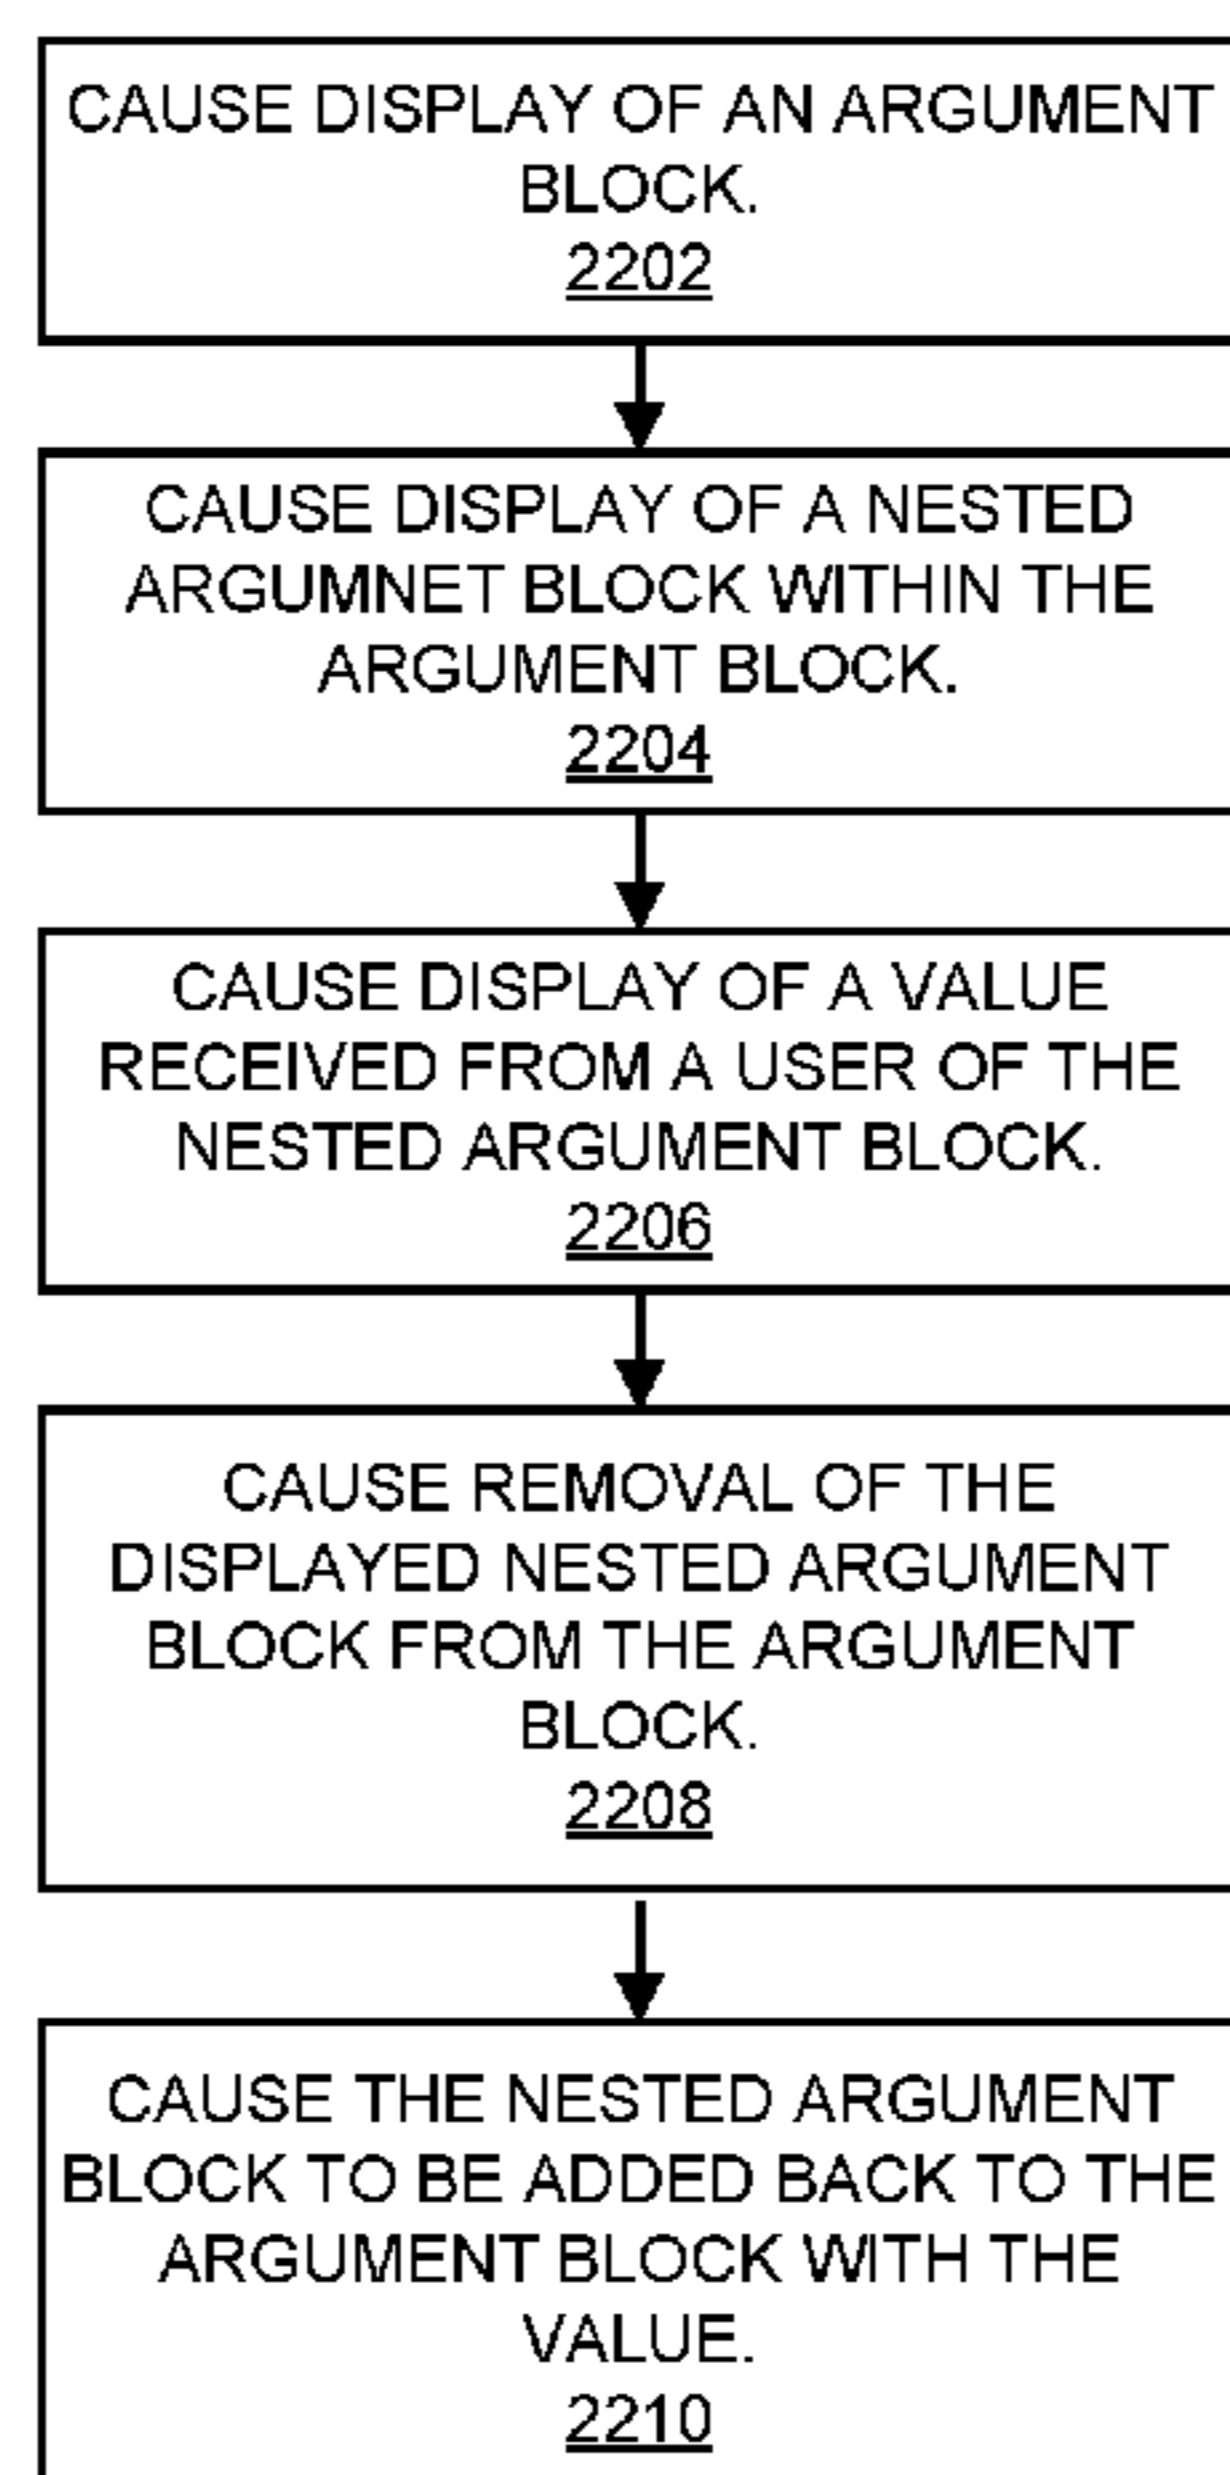 CAUSE DISPLAY OF AN ARGUMENT
BLOCK.
2202
CAUSE DISPLAY OF A NESTED
ARGUMNET BLOCK WITHIN THE
ARGUMENT BLOCK.
2204
CAUSE DISPLAY OF A VALUE
RECEIVED FROM A USER OF THE
NESTED ARGUMENT BLOCK.
2206
CAUSE REMOVAL OF THE
DISPLAYED NESTED ARGUMENT
BLOCK FROM THE ARGUMENT
BLOCK.
2208
CAUSE THE NESTED ARGUMENT
BLOCK TO BE ADDED BACK TO THE
ARGUMENT BLOCK WITH THE
VALUE.
2210